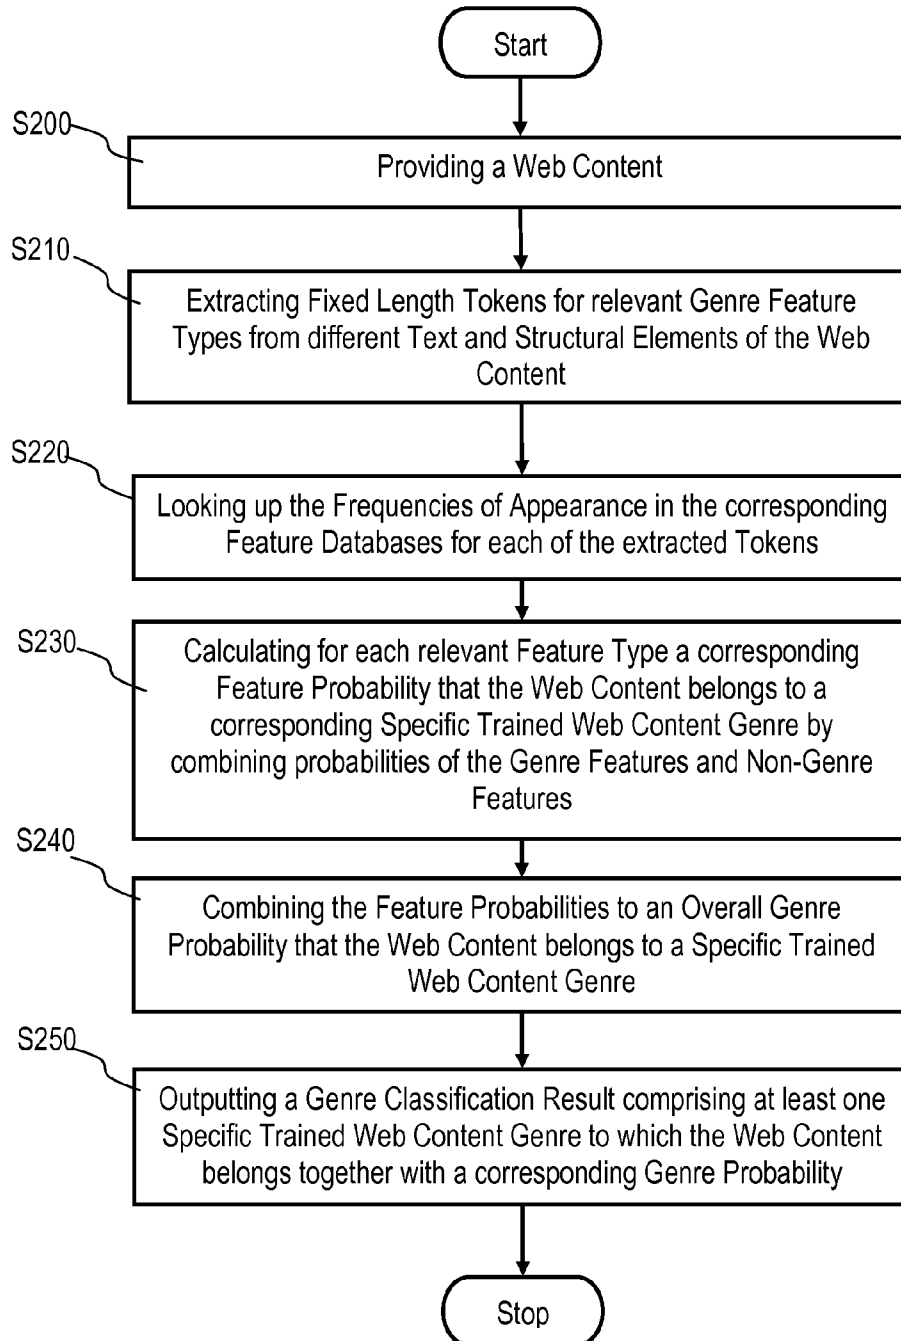 Start
S200
Providing a Web Content
S210
Extracting Fixed Length Tokens for relevant Genre Feature
Types from different Text and Structural Elements of the Web
Content
S220
Looking up the Frequencies of Appearance in the corresponding
Feature Databases for each of the extracted Tokens
S230
Calculating for each relevant Feature Type a corresponding
Feature Probability that the Web Content belongs to a
corresponding Specific Trained Web Content Genre by
combining probabilities of the Genre Features and Non-Genre
Features
S240
Combining the Feature Probabilities to an Overall Genre
Probability that the Web Content belongs to a Specific Trained
Web Content Genre
S250
Outputting a Genre Classification Result comprising at least one
Specific Trained Web Content Genre to which the Web Content
belongs together with a corresponding Genre Probability
Stop